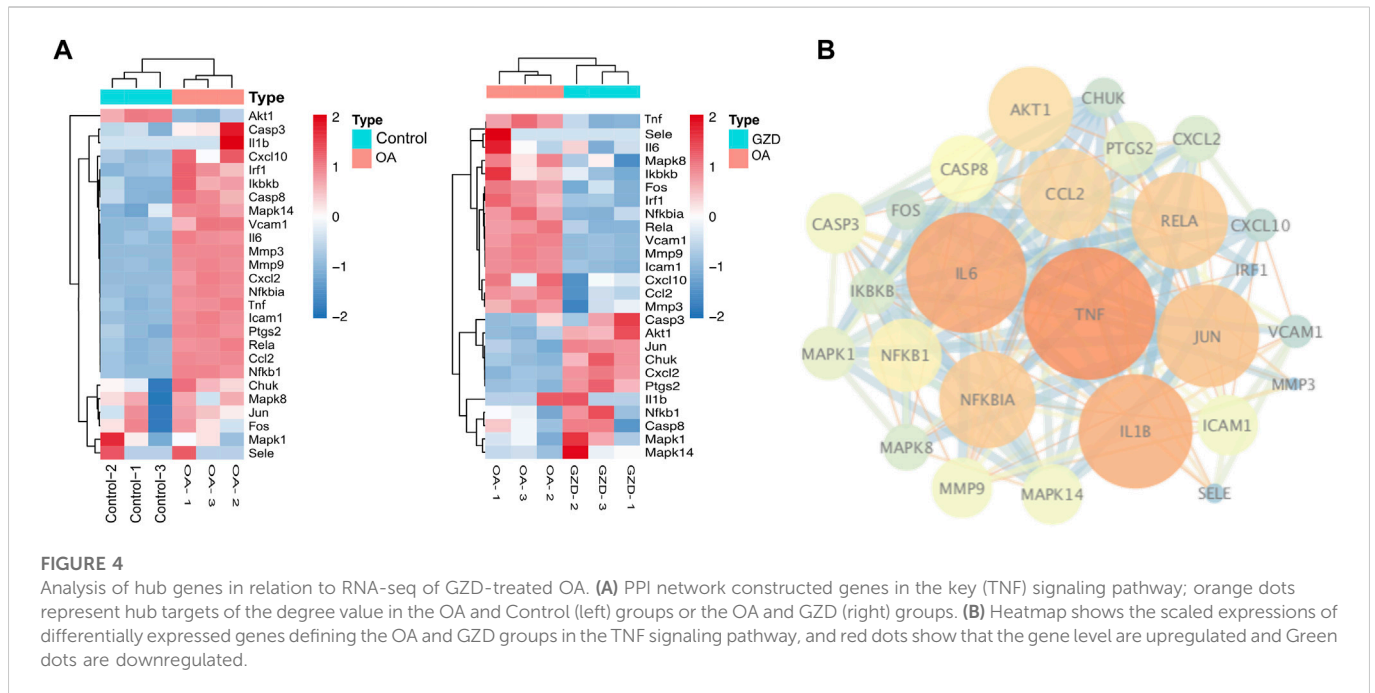 A
B
Type
Akt1
Casp3
Il1b
Cxcl10
Irf1
Ikbkb
Casp8
Mapk14
Vcam1
Il6
Mmp3
Mmp9
Cxcl2
Nfkbia
Tnf
Icam1
Ptgs2
Rela
Ccl2
Nfkb1
Chuk
Mapk8
Jun
Fos
Mapk1
Sele
Control-2
Control-1
Control-3
OA-1
OA-3
OA-2
2
1
0
−1
−2
Type
Control
OA
Tnf
Sele
Il6
Mapk8
Ikbkb
Fos
Irf1
Nfkbia
Rela
Vcam1
Mmp9
Icam1
Cxcl10
Ccl2
Mmp3
Casp3
Akt1
Jun
Chuk
Cxcl2
Ptgs2
Il1b
Nfkb1
Casp8
Mapk1
Mapk14
OA-1
OA-3
OA-2
GZD-2
GZD-3
GZD-1
2
1
0
−1
−2
Type
GZD
OA
AKT1
CHUK
CXCL2
PTGS2
CASP8
CCL2
RELA
CXCL10
CASP3
FOS
IL6
IRF1
IKBKB
TNF
VCAM1
MAPK1
NFKB1
JUN
MMP3
NFKBIA
IL1B
ICAM1
MAPK8
MMP9
MAPK14
SELE
FIGURE 4
Analysis of hub genes in relation to RNA-seq of GZD-treated OA. (A) PPI network constructed genes in the key (TNF) signaling pathway; orange dots
represent hub targets of the degree value in the OA and Control (left) groups or the OA and GZD (right) groups. (B) Heatmap shows the scaled expressions of
differentially expressed genes defining the OA and GZD groups in the TNF signaling pathway, and red dots show that the gene level are upregulated and Green
dots are downregulated.